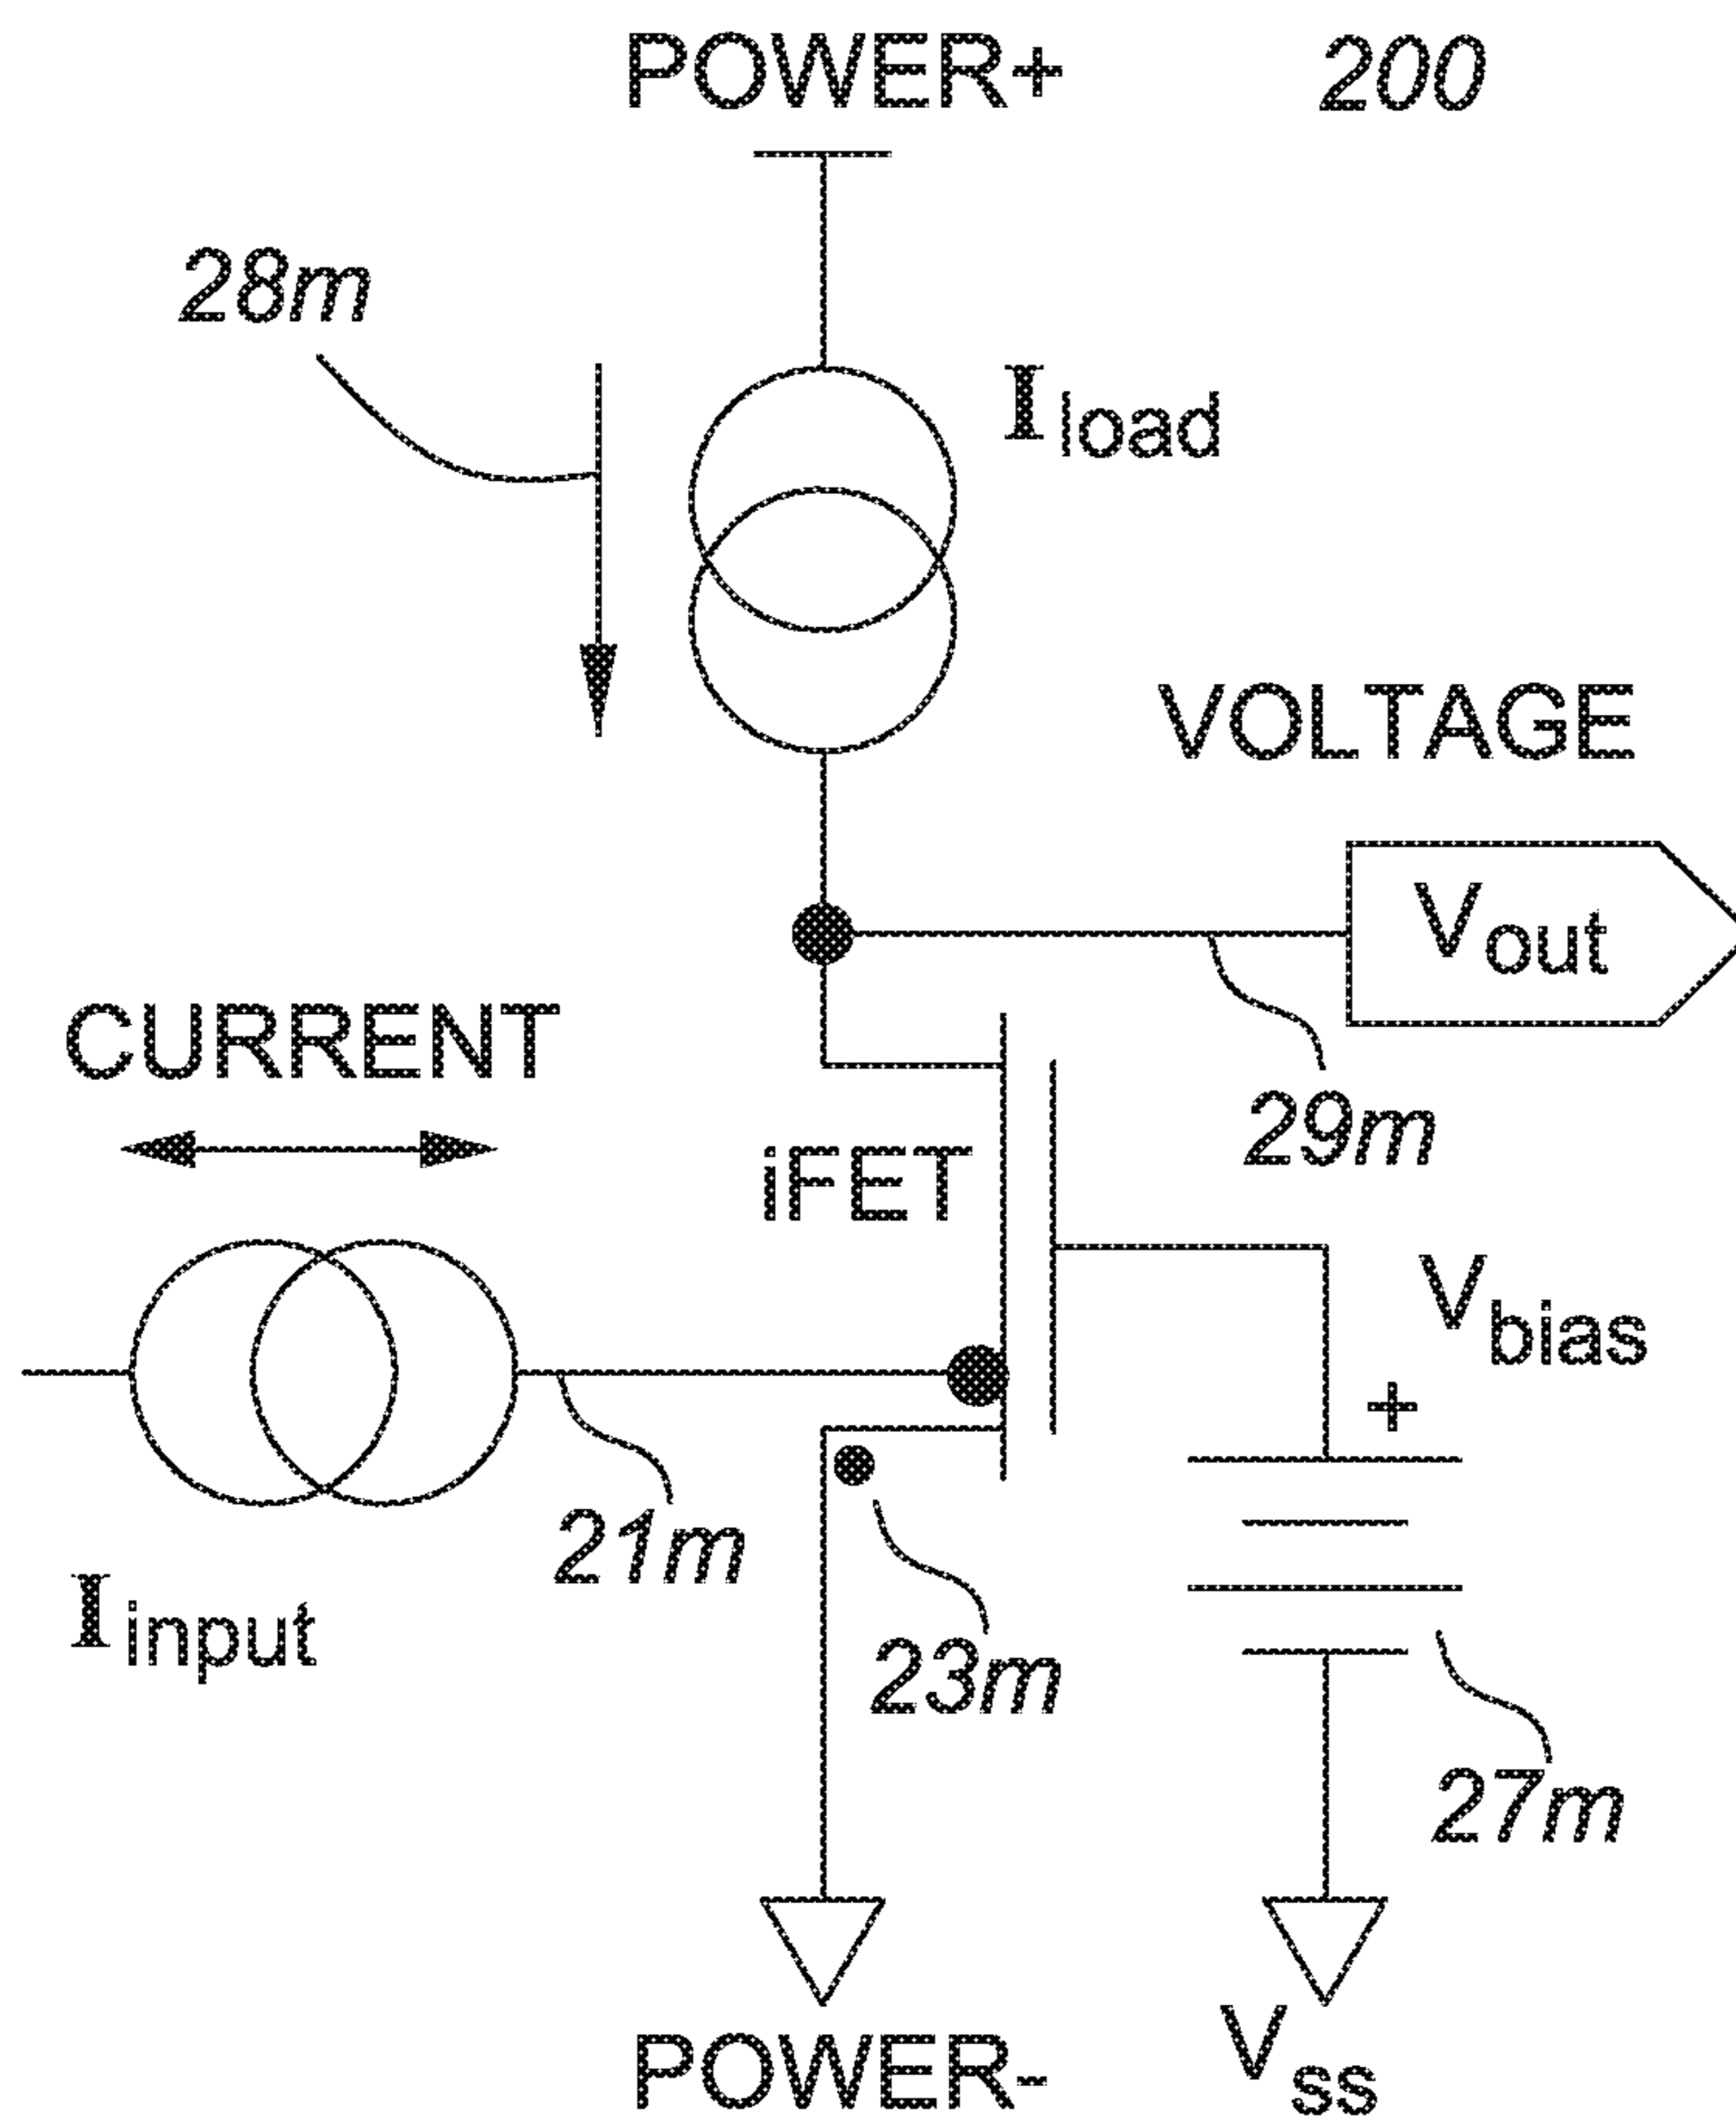 POWER+ 200
28m
Iload
VOLTAGE
Vout
CURRENT
29m
iFET
Vbias
+
21m
Iinput
23m
27m
POWER-
Vss